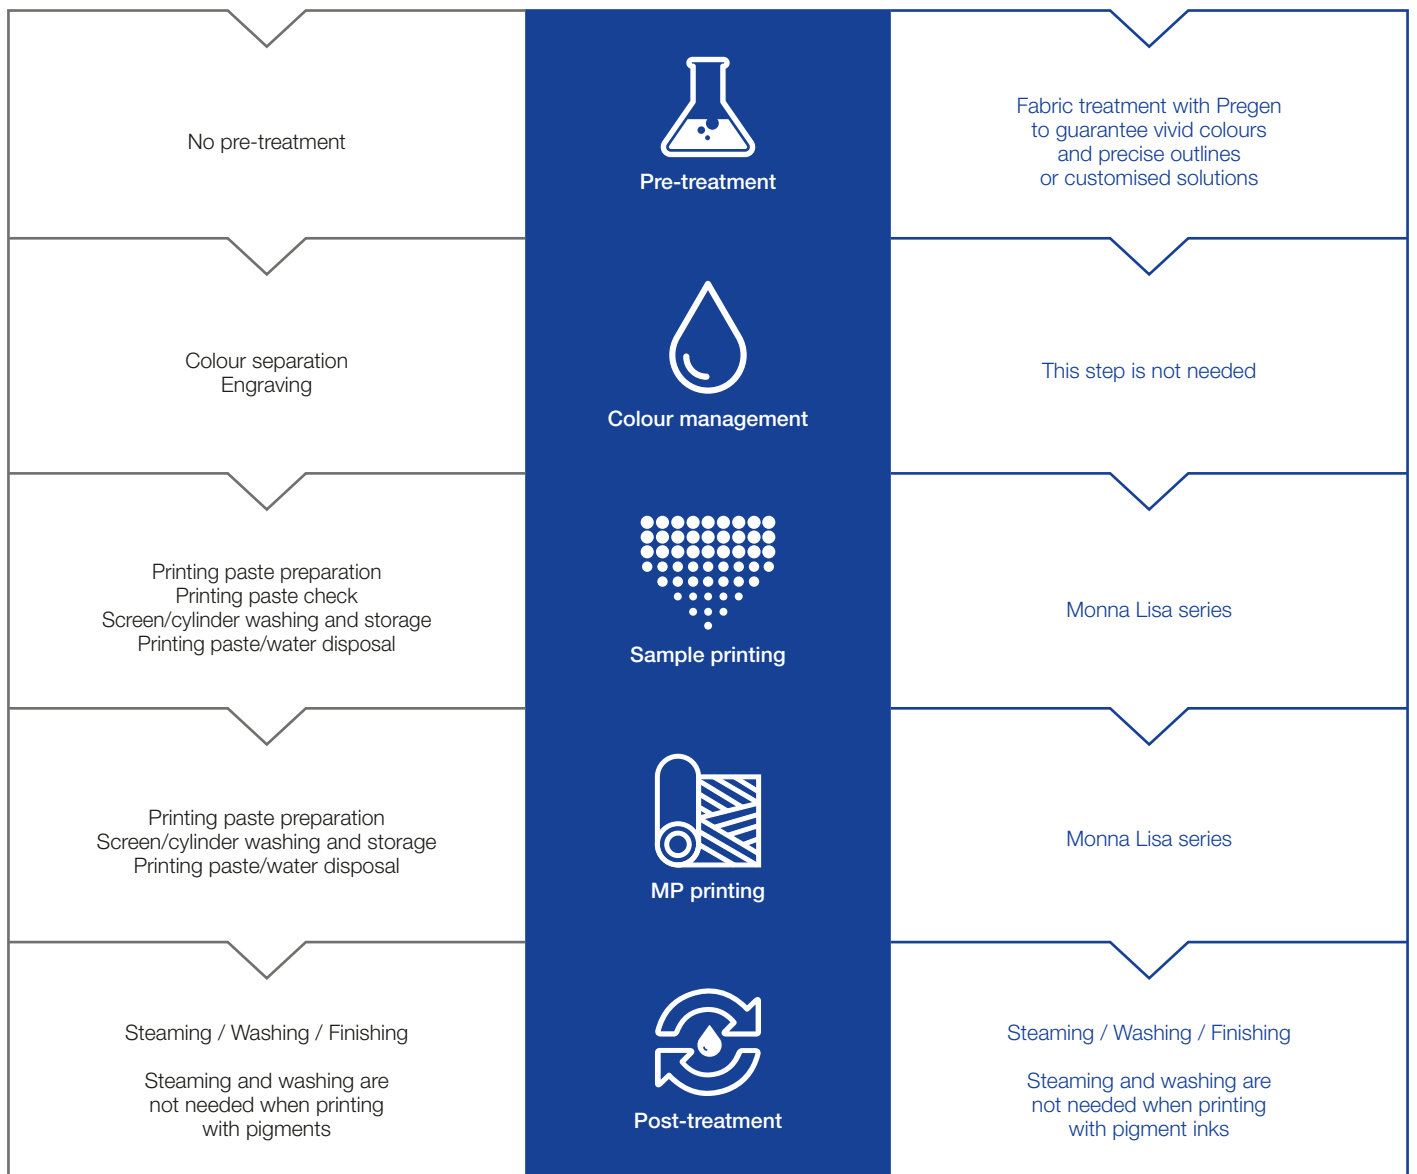 No pre-treatment
Pre-treatment
Fabric treatment with Pregen
to guarantee vivid colours
and precise outlines
or customised solutions
Colour separation
Engraving
Colour management
This step is not needed
Printing paste preparation
Printing paste check
Screen/cylinder washing and storage
Printing paste/water disposal
Sample printing
Monna Lisa series
Printing paste preparation
Screen/cylinder washing and storage
Printing paste/water disposal
MP printing
Monna Lisa series
Steaming / Washing / Finishing
Steaming and washing are
not needed when printing
with pigments
Post-treatment
Steaming / Washing / Finishing
Steaming and washing are
not needed when printing
with pigment inks